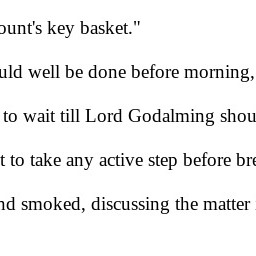 ount's key basket."
uld well be done before morning,
to wait till Lord Godalming shou
t to take any active step before bre
nd smoked, discussing the matter